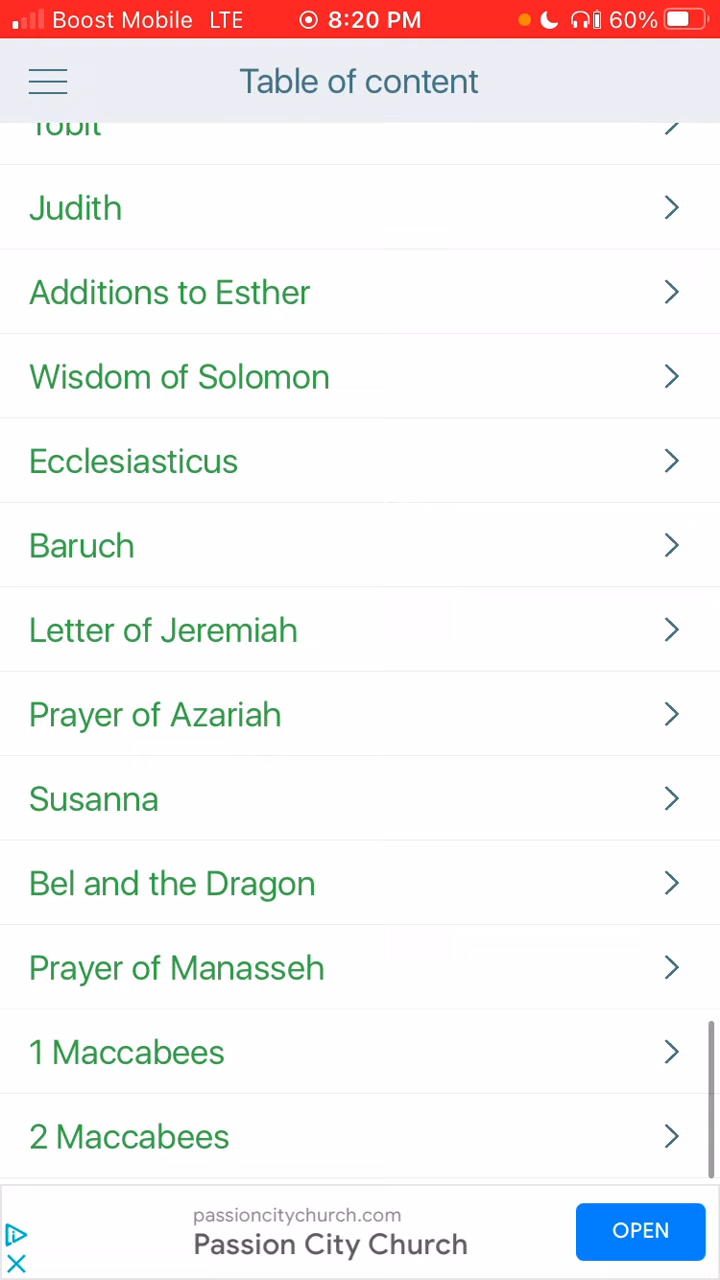 Boost Mobile LTE 8:20 PM 60%
Table of content
Tobit
Judith
Additions to Esther
Wisdom of Solomon
Ecclesiasticus
Baruch
Letter of Jeremiah
Prayer of Azariah
Susanna
Bel and the Dragon
Prayer of Manasseh
1 Maccabees
2 Maccabees
passioncitychurch.com
Passion City Church
OPEN